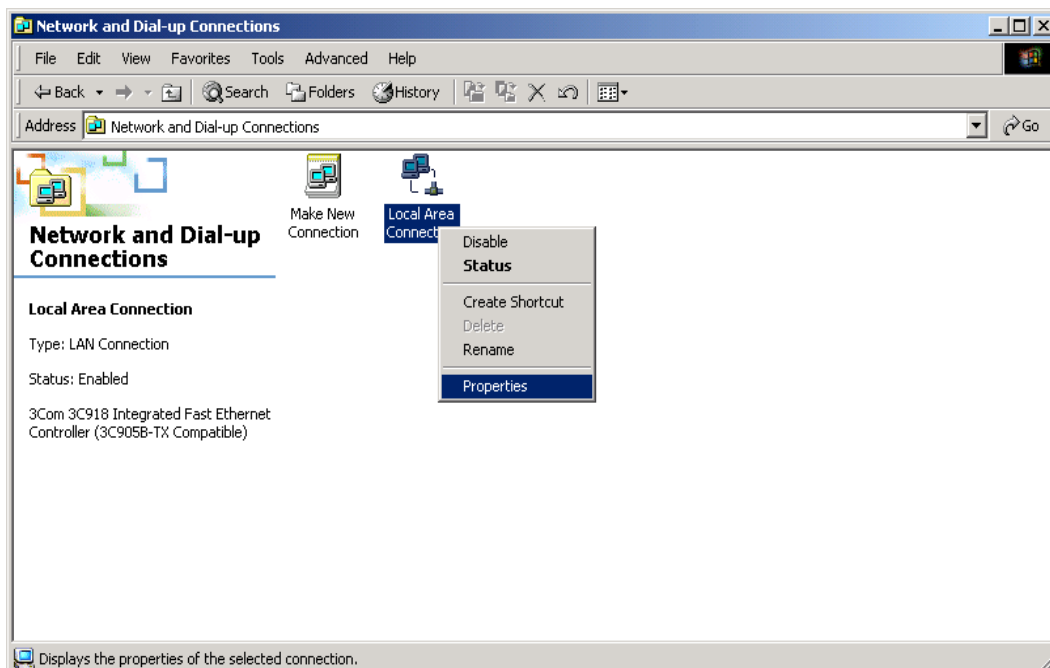 Network and Dial-up Connections
File Edit View Favorites Tools Advanced Help
Back Search Folders History
Address Network and Dial-up Connections Go
Make New
Connection
Local Area
Connect
Network and Dial-up
Connections
Local Area Connection
Type: LAN Connection
Status: Enabled
3Com 3C918 Integrated Fast Ethernet
Controller (3C905B-TX Compatible)
Disable
Status
Create Shortcut
Delete
Rename
Properties
Displays the properties of the selected connection.